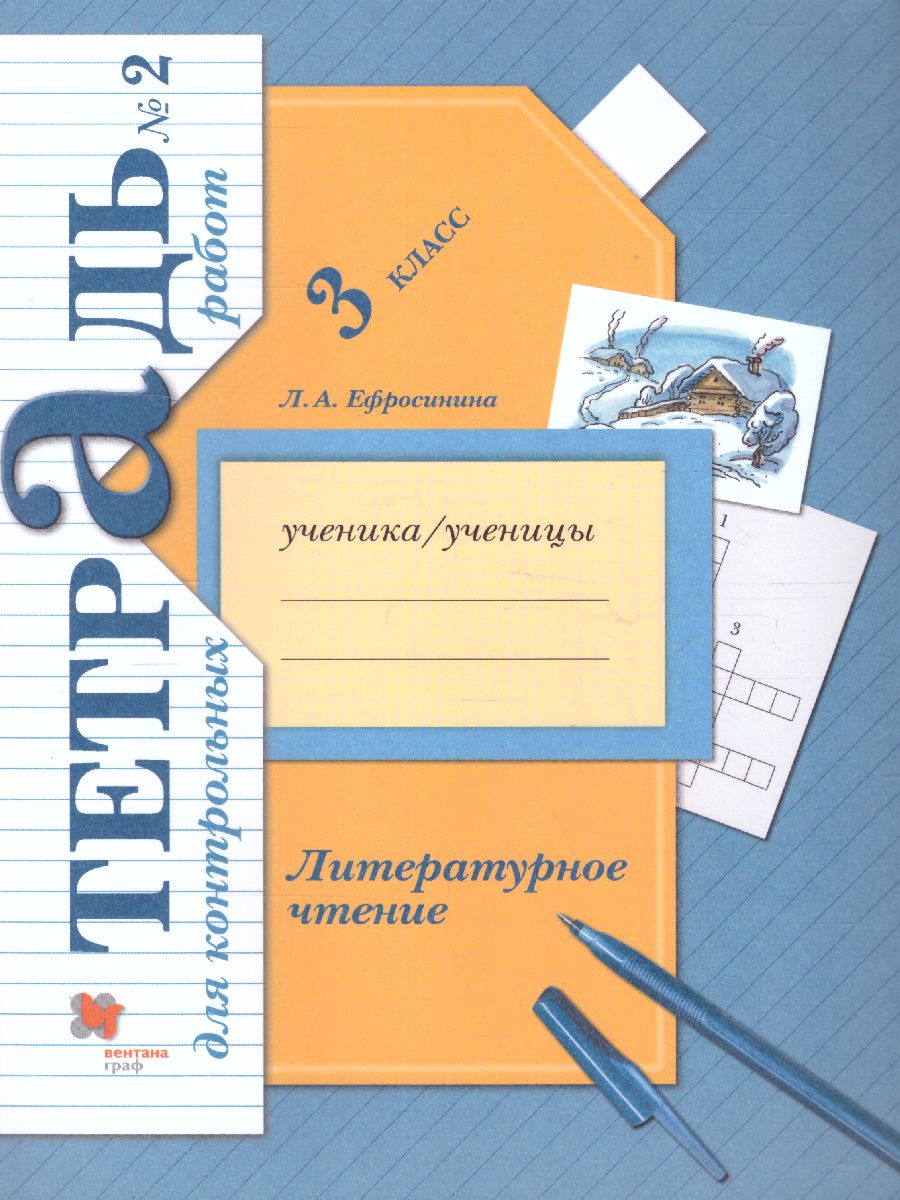 ТЕТРАДЬ № 2
для контрольных работ
3 класс
Л. А. Ефросинина
ученика/ученицы
1
3
Литературное
чтение
вентана
граф